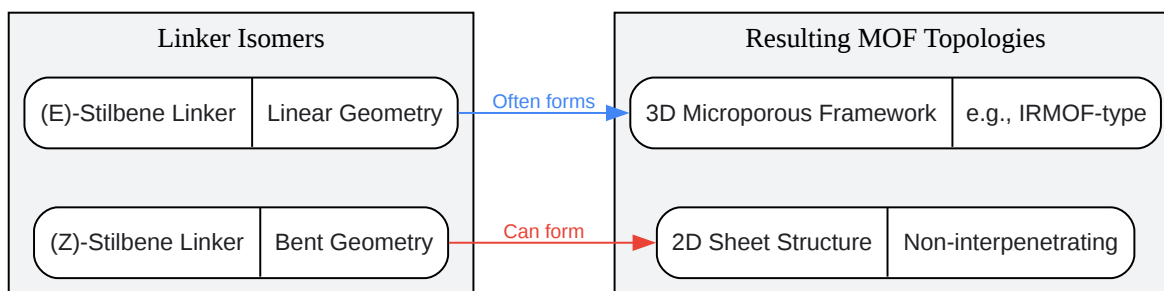 Linker Isomers
Resulting MOF Topologies
(E)-Stilbene Linker
Linear Geometry
Often forms
3D Microporous Framework
e.g., IRMOF-type
(Z)-Stilbene Linker
Bent Geometry
Can form
2D Sheet Structure
Non-interpenetrating